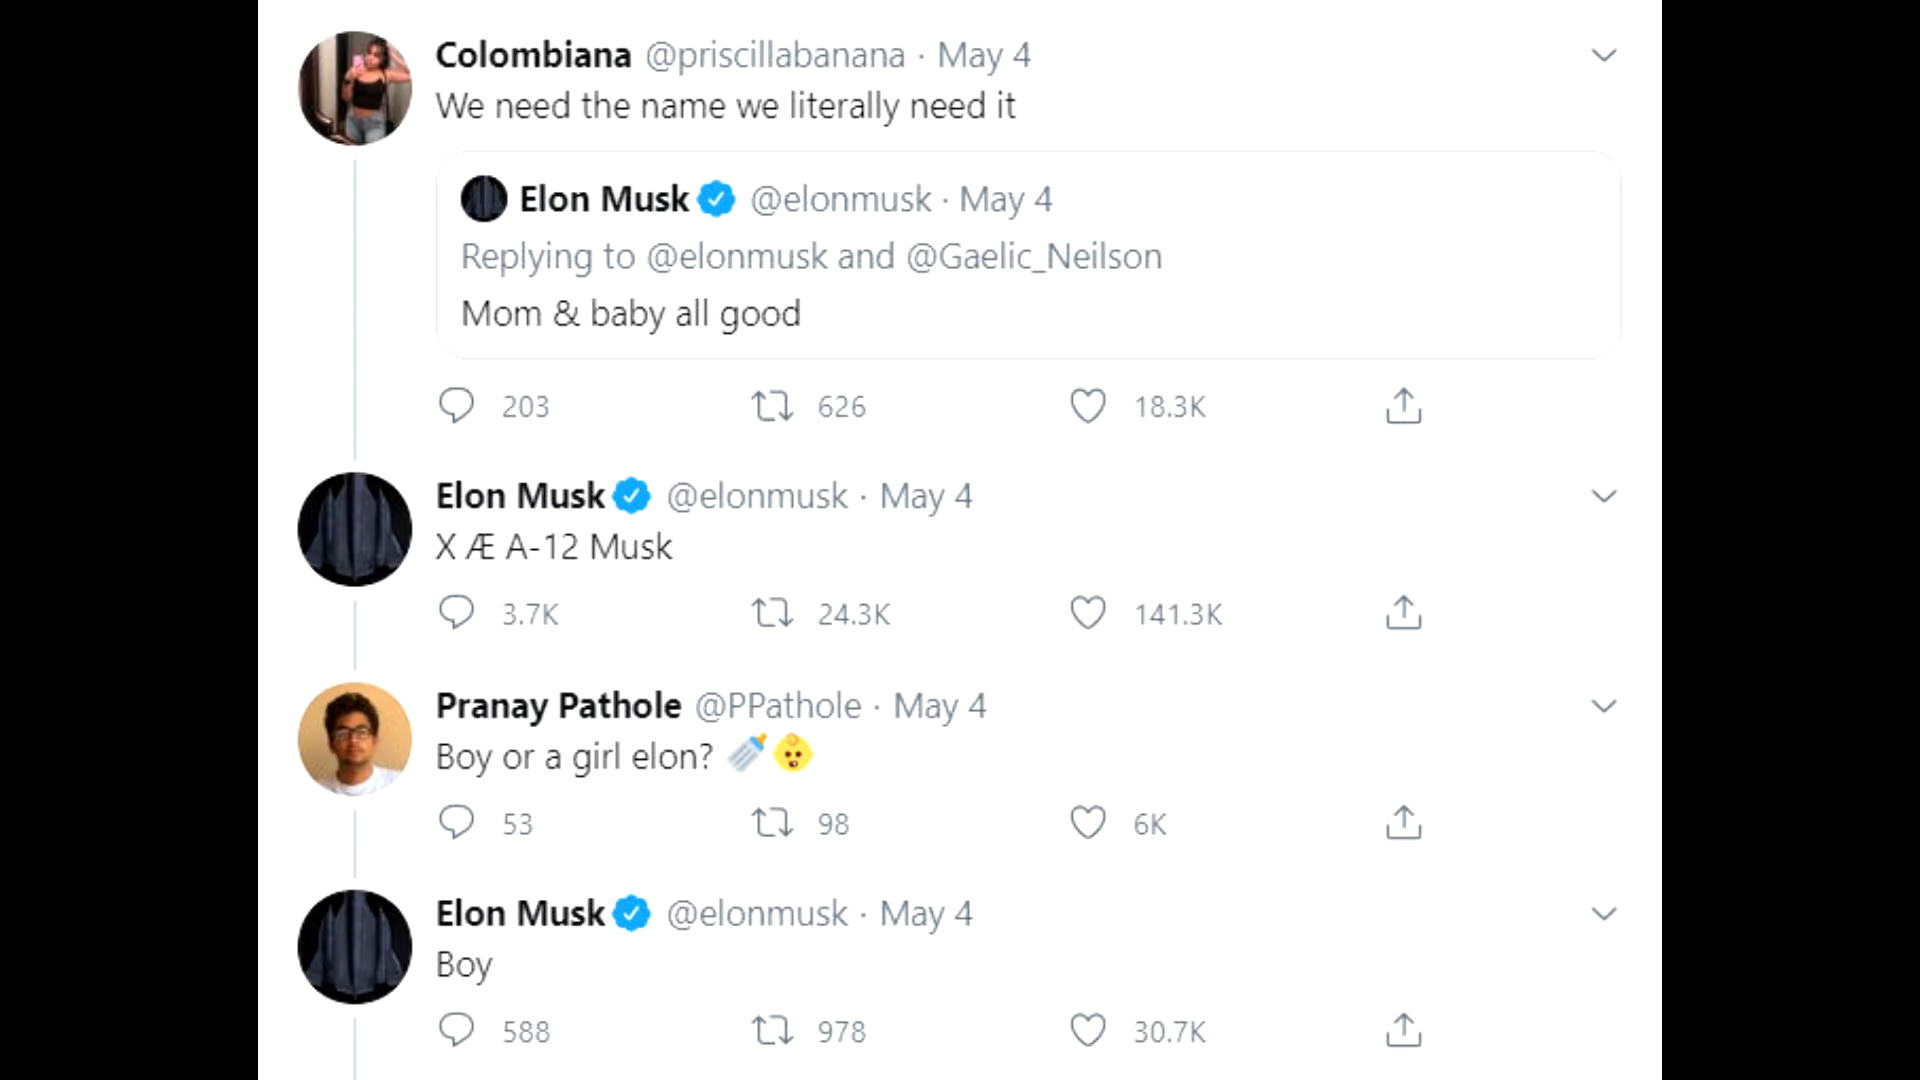 Colombiana @priscillabanana · May 4
We need the name we literally need it
Elon Musk @elonmusk · May 4
Replying to @elonmusk and @Gaelic_Neilson
Mom & baby all good
203 626 18.3K
Elon Musk @elonmusk · May 4
X Æ A-12 Musk
3.7K 24.3K 141.3K
Pranay Pathole @PPathole · May 4
Boy or a girl elon? 🍼👶
53 98 6K
Elon Musk @elonmusk · May 4
Boy
588 978 30.7K